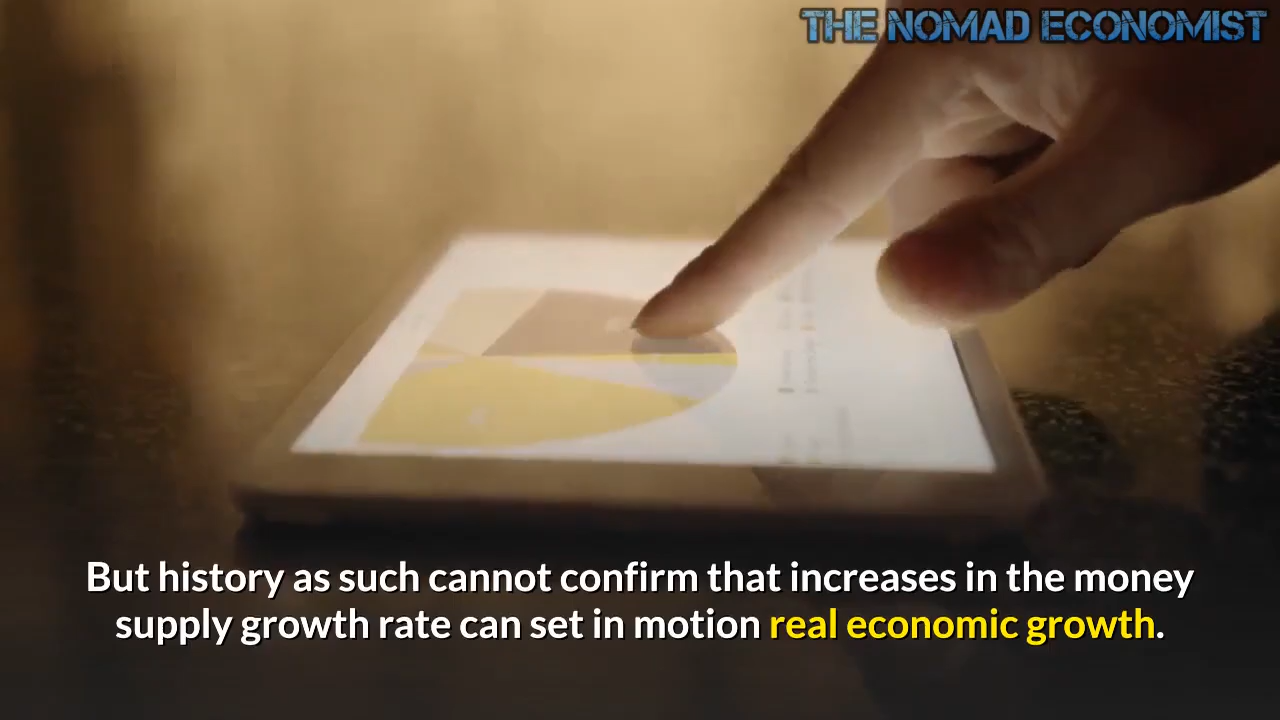 THE NOMAD ECONOMIST
But history as such cannot confirm that increases in the money
supply growth rate can set in motion real economic growth.